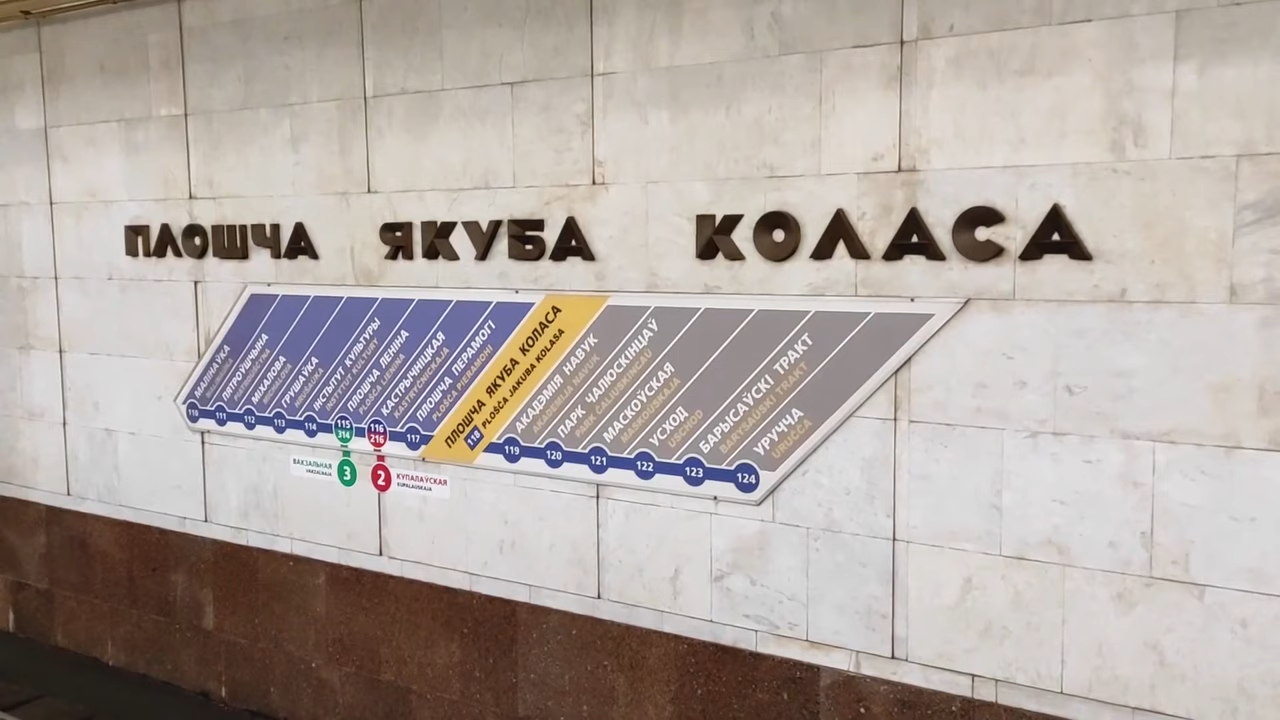 ПЛОШЧА ЯКУБА КОЛАСА
МАЛІНАЎКА
MALINAŬKA
110
ПЯТРОЎШЧЫНА
PIATROŬŠČYNA
111
МІХАЛОВА
MICHALOVA
112
ГРУШАЎКА
HRUŠAŬKA
113
ІНСТЫТУТ КУЛЬТУРЫ
INSTYTUT KULTURY
114
ПЛОШЧА ЛЕНІНА
PLOŠČA LIENINA
115
314
КАСТРЫЧНІЦКАЯ
KASTRYČNICKAJA
116
216
ПЛОШЧА ПЕРАМОГІ
PLOŠČA PIERAMOHI
117
ПЛОШЧА ЯКУБА КОЛАСА
PLOŠČA JAKUBA KOLASA
118
АКАДЭМІЯ НАВУК
AKADEMIJA NAVUK
119
ПАРК ЧАЛЮСКІНЦАЎ
PARK ČALIUSKINCAŬ
120
МАСКОЎСКАЯ
MASKOŬSKAJA
121
УСХОД
USCHOD
122
БАРЫСАЎСКІ ТРАКТ
BARYSAŬSKI TRAKT
123
УРУЧЧА
URUČČA
124
ВАКЗАЛЬНАЯ
VAKZALNAJA
3
2
КУПАЛАЎСКАЯ
KUPALAŬSKAJA